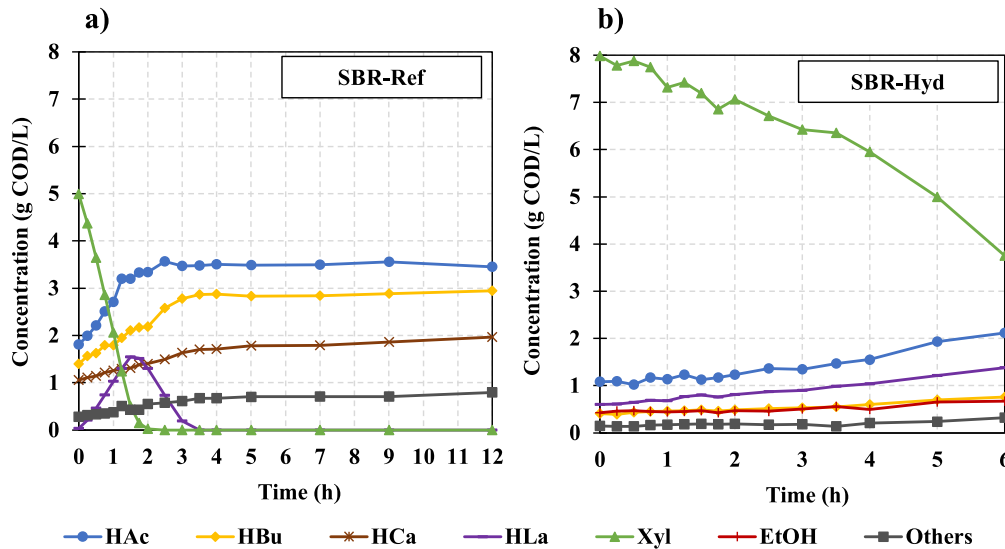 a)
SBR-Ref
Concentration (g COD/L)
8
7
6
5
4
3
2
1
0
0 1 2 3 4 5 6 7 8 9 10 11 12
Time (h)
b)
SBR-Hyd
Concentration (g COD/L)
8
7
6
5
4
3
2
1
0
0 1 2 3 4 5 6
Time (h)
HAc HBu HCa HLa Xyl EtOH Others